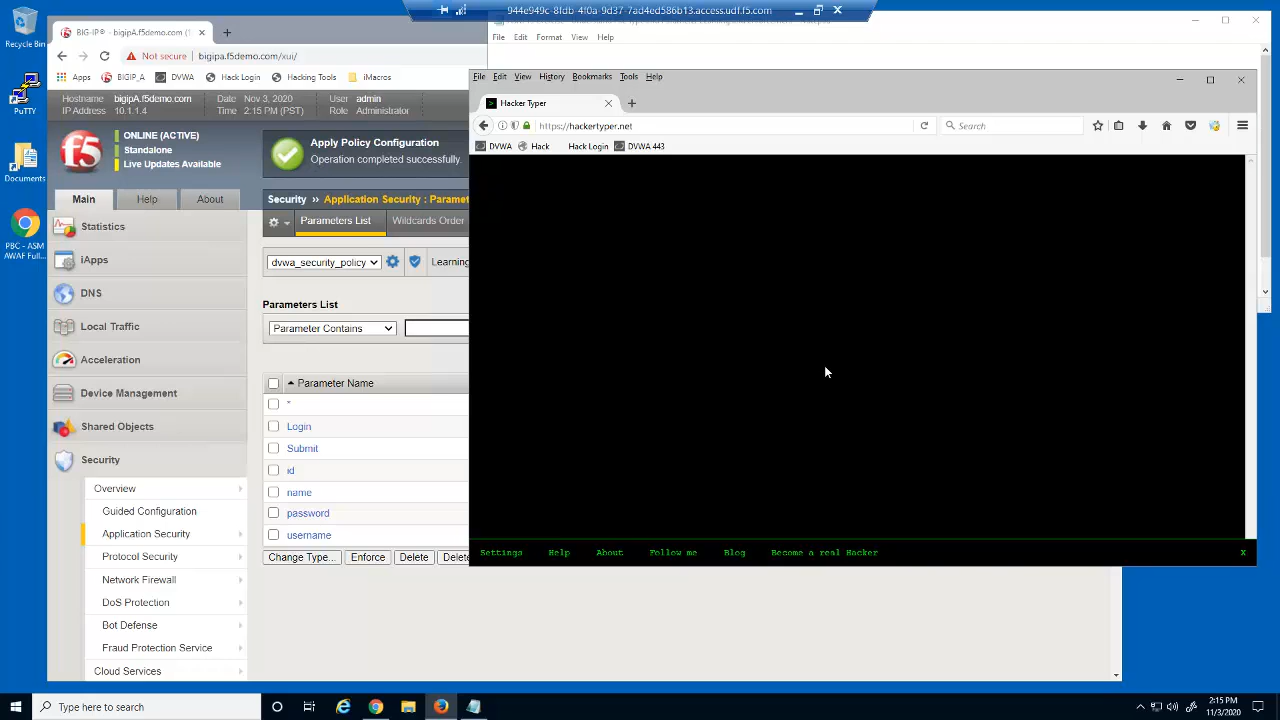 944e949c-8fdb-4f0a-9d37-7ad4ed586b13.access.udf.f5.com
Recycle Bin
PuTTY
Documents
PBC - ASM
AWAF Full...
BIG-IP® - bigipA.f5demo.com (1
Not secure
bigipa.f5demo.com/xui/
Apps
BIGIP_A
DVWA
Hack Login
Hacking Tools
iMacros
Hostname bigipA.f5demo.com
IP Address 10.1.1.4
Date Nov 3, 2020
Time 2:15 PM (PST)
User admin
Role Administrator
f5
ONLINE (ACTIVE)
Standalone
Live Updates Available
Apply Policy Configuration
Operation completed successfully.
Main
Help
About
Security ›› Application Security : Parame
Statistics
iApps
DNS
Local Traffic
Acceleration
Device Management
Shared Objects
Security
Overview
Guided Configuration
Application Security
Protocol Security
Network Firewall
DoS Protection
Bot Defense
Fraud Protection Service
Cloud Services
Parameters List
Wildcards Order
dvwa_security_policy
Learning
Parameters List
Parameter Contains
Parameter Name
*
Login
Submit
id
name
password
username
Change Type...
Enforce
Delete
Delete
File Edit Format View Help
File Edit View History Bookmarks Tools Help
Hacker Typer
https://hackertyper.net
Search
DVWA
Hack
Hack Login
DVWA 443
Settings
Help
About
Follow me
Blog
Become a real Hacker
X
Type here to search
2:15 PM
11/3/2020